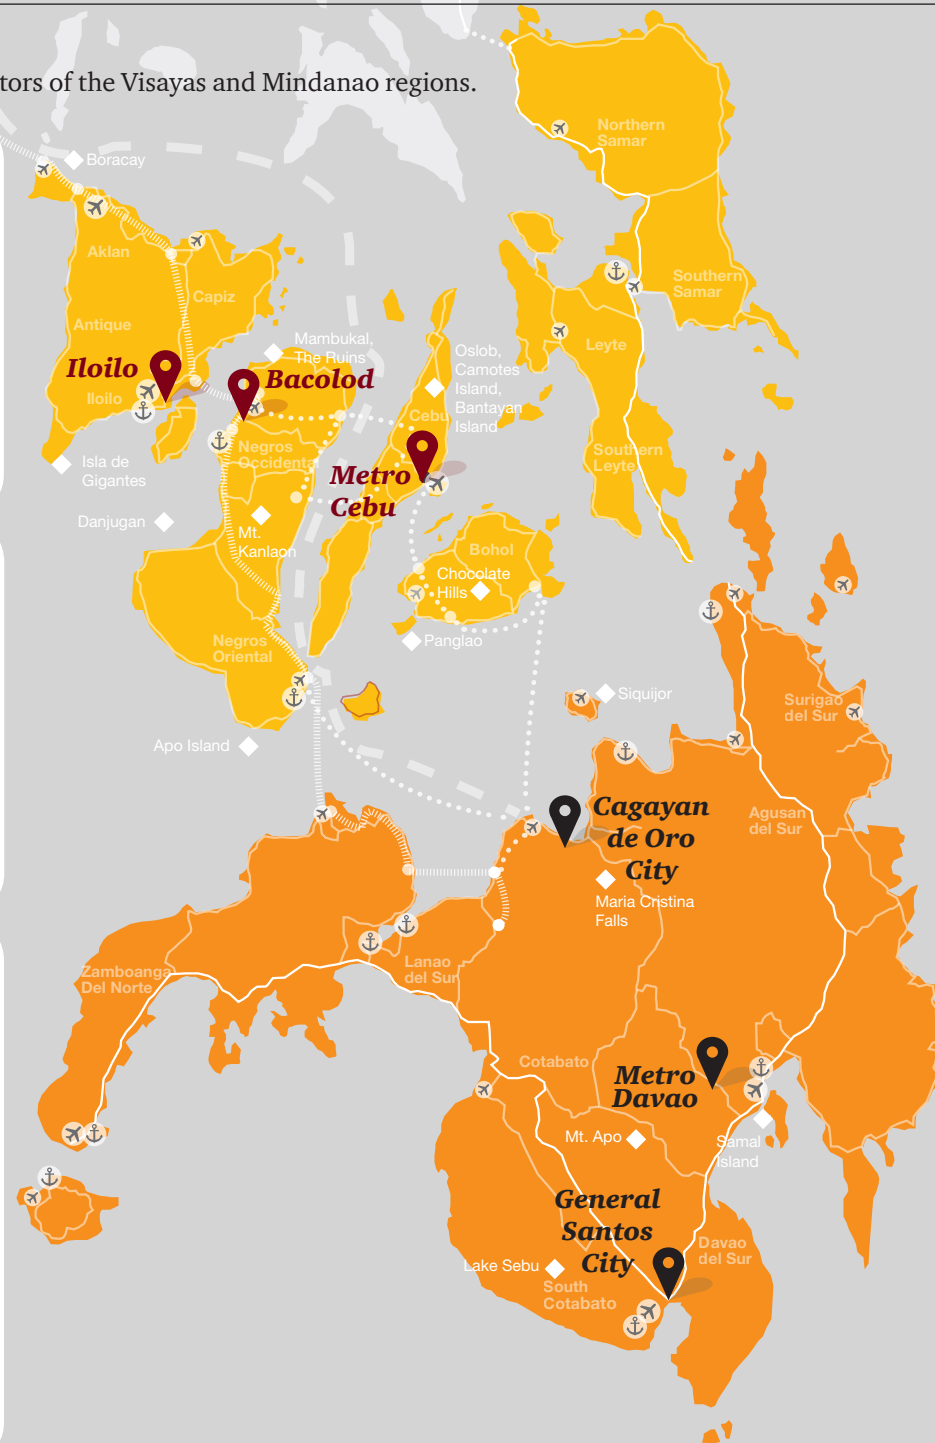 tors of the Visayas and Mindanao regions.
Northern
Samar
Boracay
Aklan
Capiz
Southern
Samar
Antique
Mambukal,
The Ruins
Leyte
Oslob,
Camotes
Island,
Bantayan
Island
Iloilo
Bacolod
Iloilo
Cebu
Negros
Occidental
Southern
Leyte
Isla de
Gigantes
Metro
Cebu
Danjugan
Mt.
Kanlaon
Bohol
Chocolate
Hills
Negros
Oriental
Panglao
Siquijor
Surigao
del Sur
Apo Island
Cagayan
de Oro
City
Agusan
del Sur
Maria Cristina
Falls
Zamboanga
Del Norte
Lanao
del Sur
Cotabato
Metro
Davao
Mt. Apo
Samal
Island
General
Santos
City
Davao
del Sur
Lake Sebu
South
Cotabato